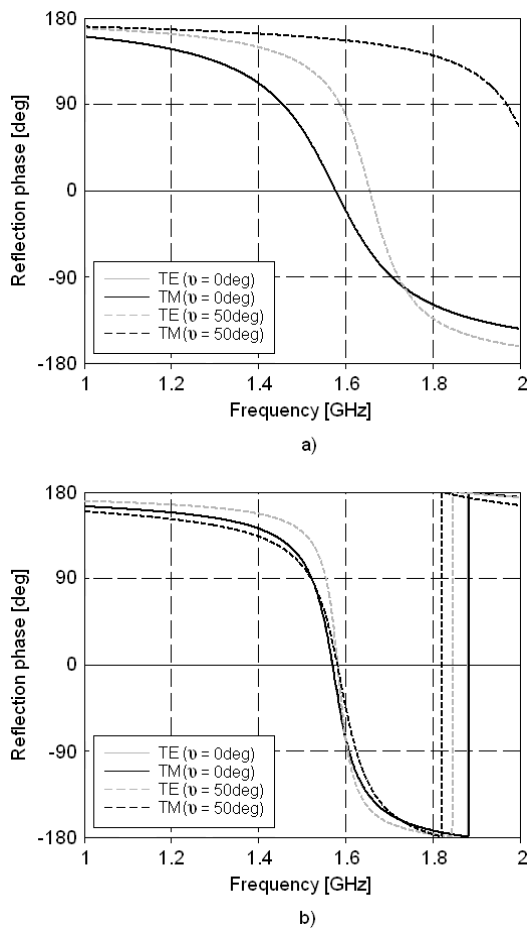 180
90
0
-90
-180
Reflection phase [deg]
TE (υ = 0deg)
TM (υ = 0deg)
TE (υ = 50deg)
TM (υ = 50deg)
1 1.2 1.4 1.6 1.8 2
Frequency [GHz]
a)
180
90
0
-90
-180
Reflection phase [deg]
TE (υ = 0deg)
TM (υ = 0deg)
TE (υ = 50deg)
TM (υ = 50deg)
1 1.2 1.4 1.6 1.8 2
Frequency [GHz]
b)